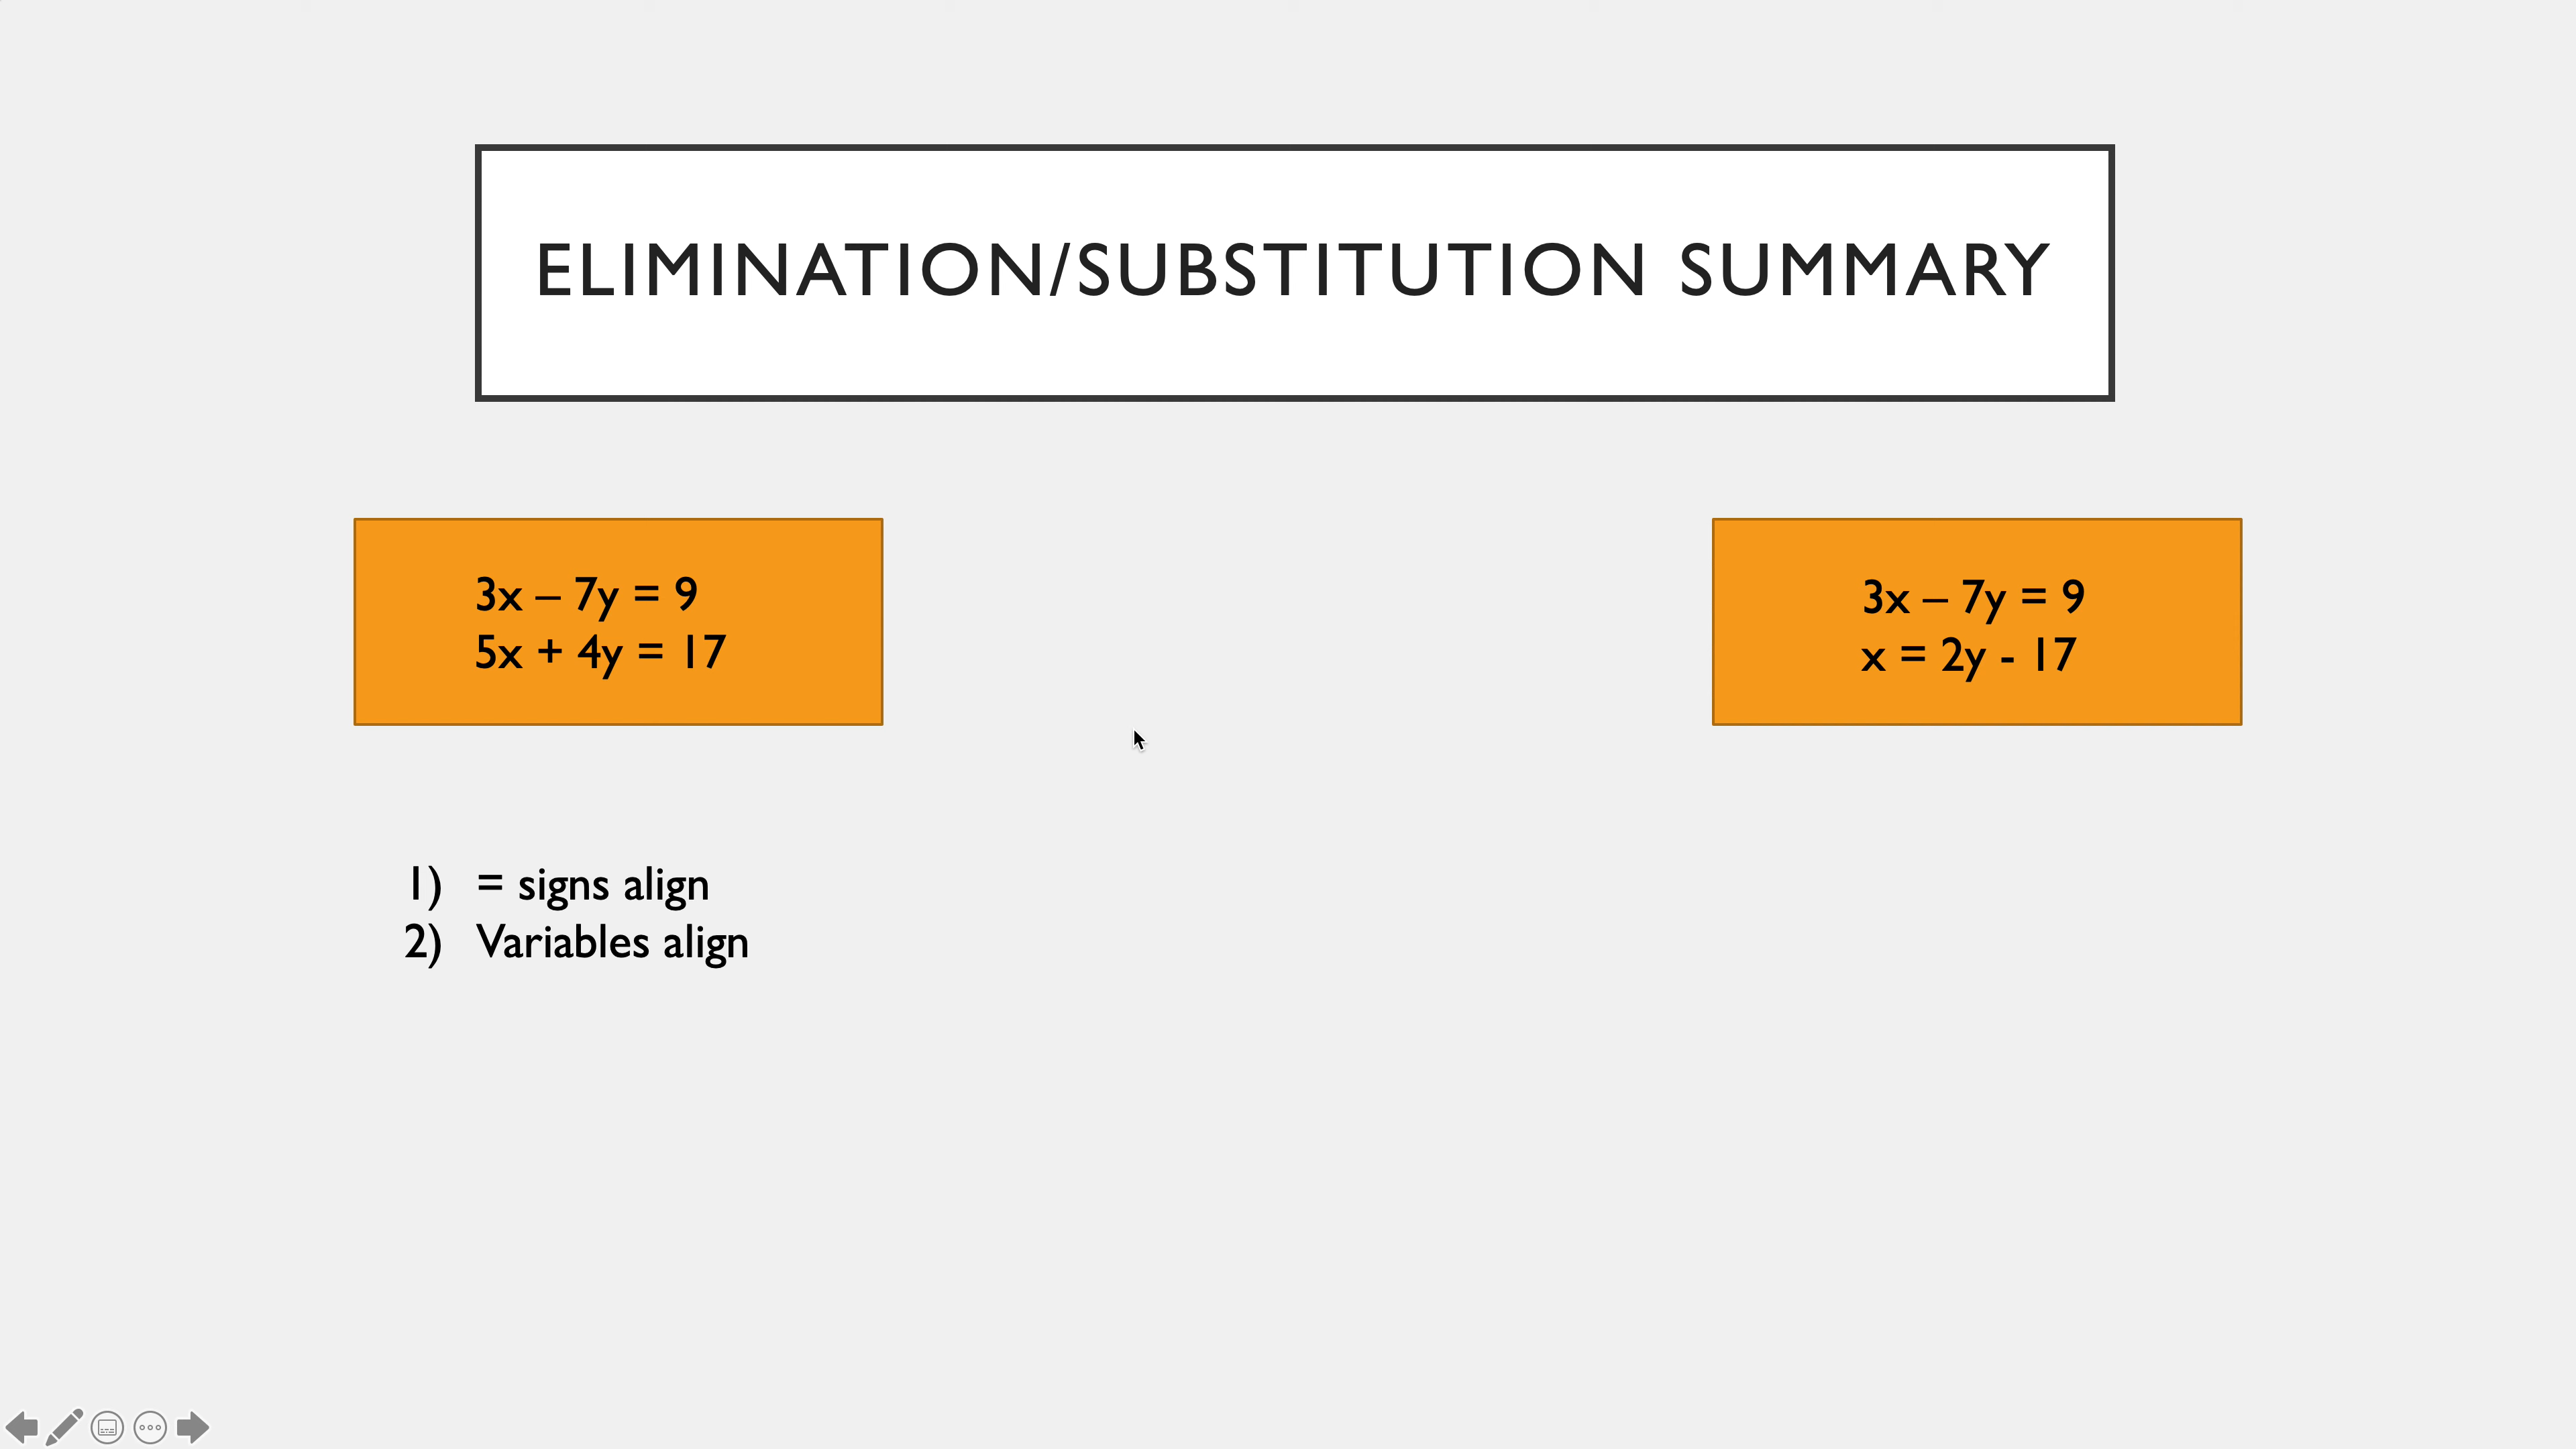 ELIMINATION/SUBSTITUTION SUMMARY
3x – 7y = 9
5x + 4y = 17
3x – 7y = 9
x = 2y - 17
1) = signs align
2) Variables align